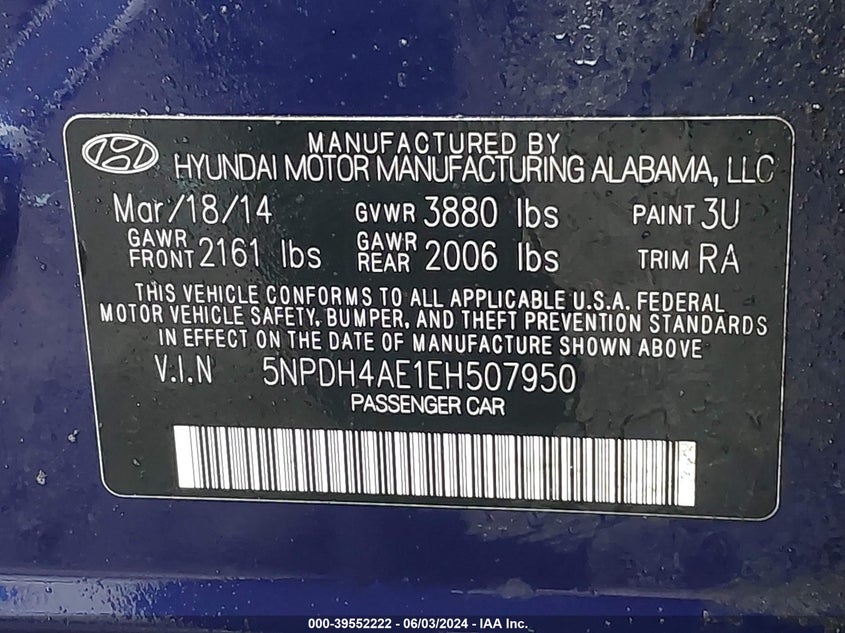 MANUFACTURED BY
HYUNDAI MOTOR MANUFACTURING ALABAMA, LLC
Mar/18/14 GVWR 3880 lbs PAINT 3U
GAWR FRONT 2161 lbs GAWR REAR 2006 lbs TRIM RA
THIS VEHICLE CONFORMS TO ALL APPLICABLE U.S.A. FEDERAL
MOTOR VEHICLE SAFETY, BUMPER, AND THEFT PREVENTION STANDARDS
IN EFFECT ON THE DATE OF MANUFACTURE SHOWN ABOVE
V.I.N 5NPDH4AE1EH507950
PASSENGER CAR
000-39552222 - 06/03/2024 - IAA Inc.